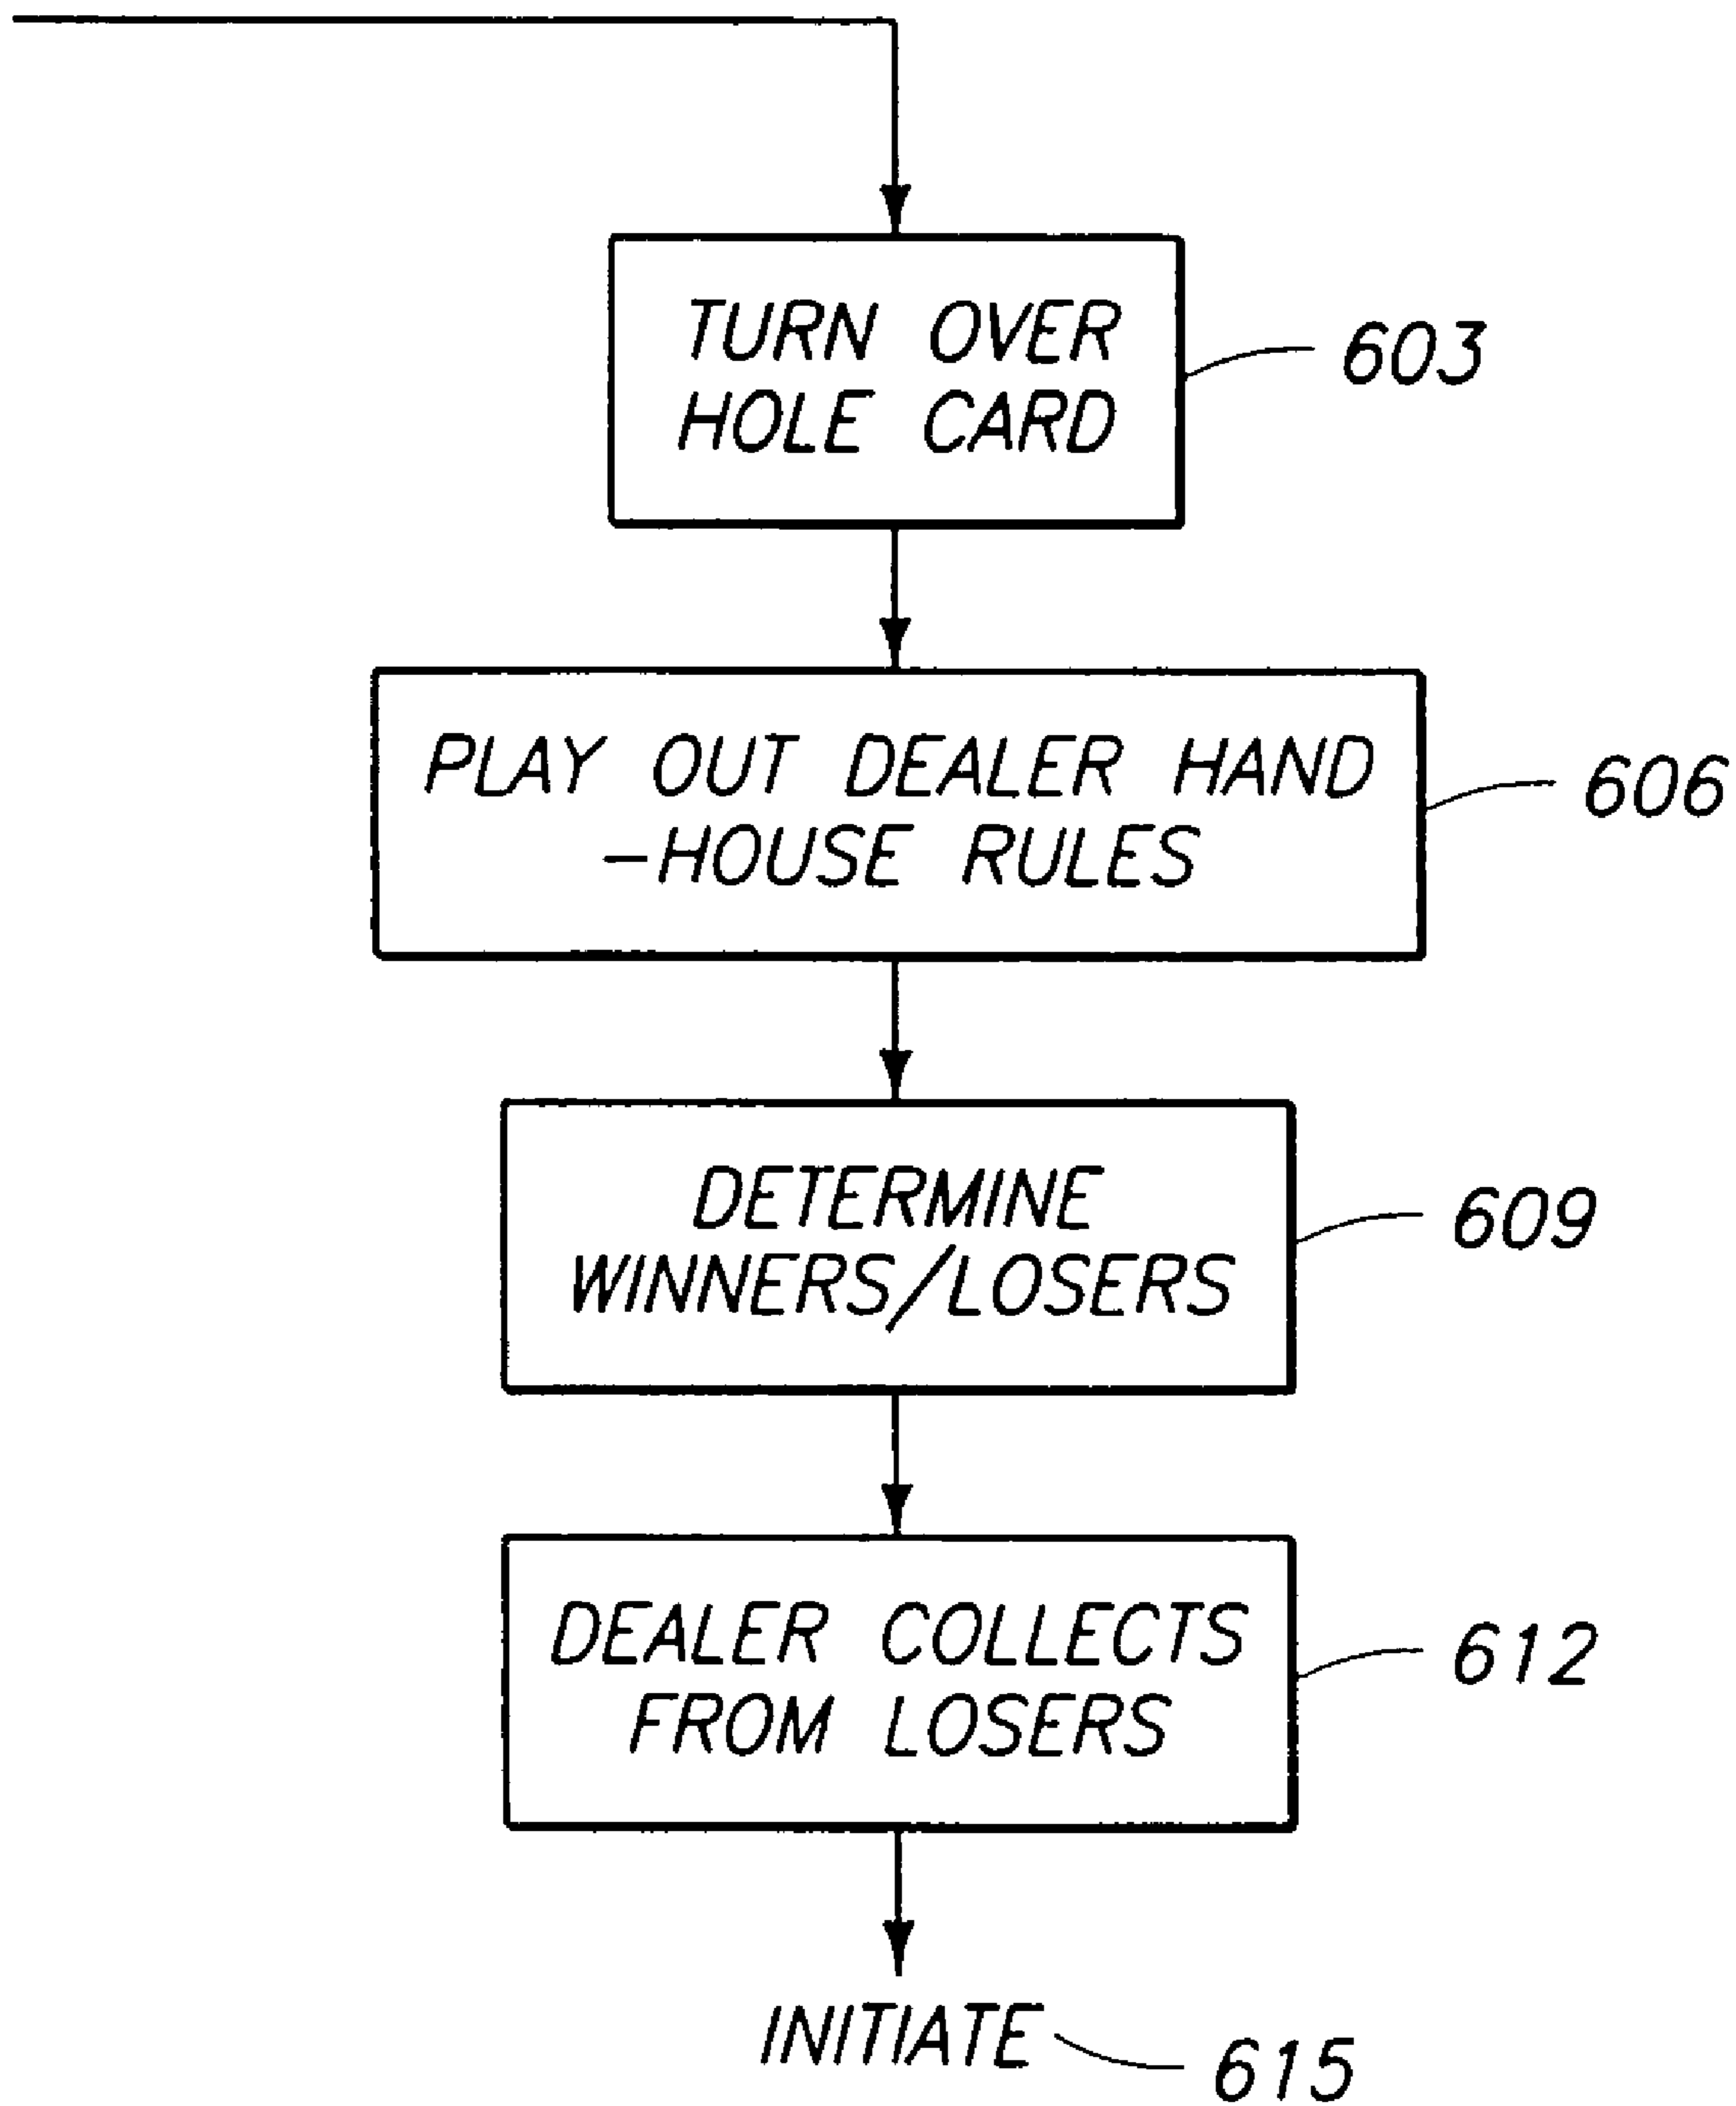 TURN OVER
HOLE CARD
603
PLAY OUT DEALER HAND
-HOUSE RULES
606
DETERMINE
WINNERS/LOSERS
609
DEALER COLLECTS
FROM LOSERS
612
INITIATE
615